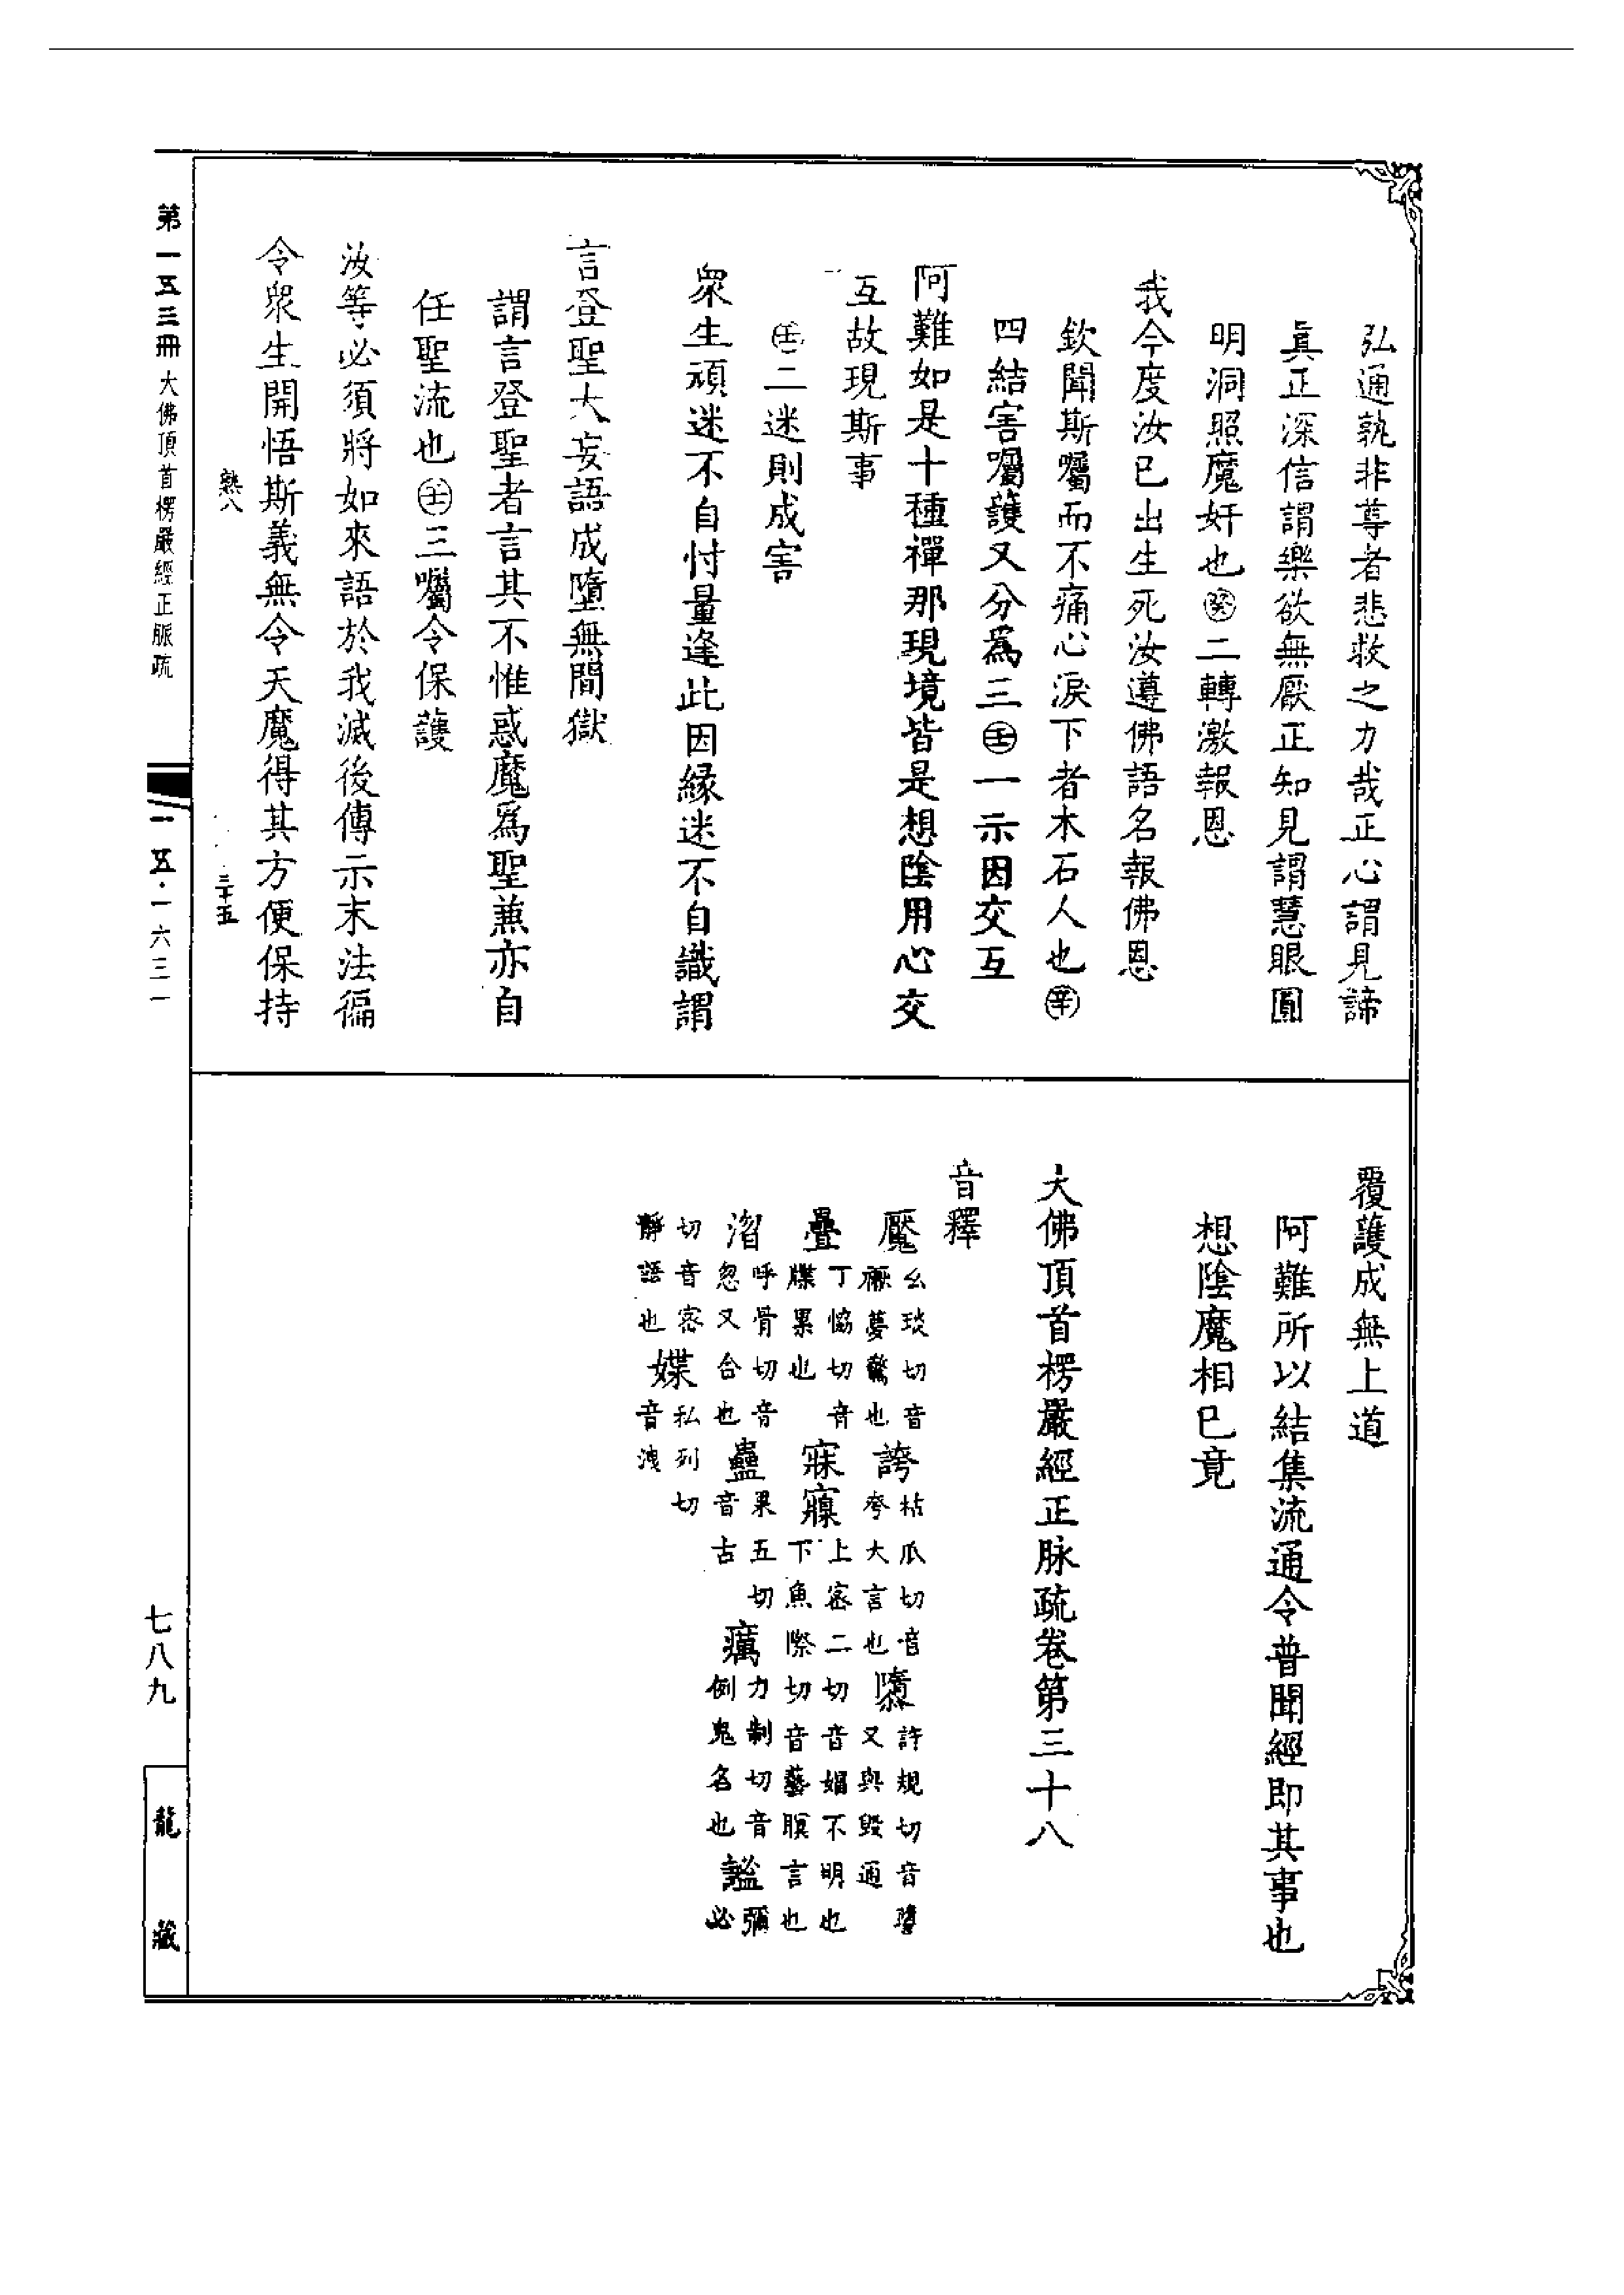 弘通孰非尊者悲救之力哉正心謂見諦
真正深信謂樂欲無厭正知見謂慧眼圓
明洞照魔奸也㊛二轉激報恩
我今度汝已出生死汝遵佛語名報佛恩
欽聞斯囑而不痛心淚下者木石人也㊛
四結害囑護又分為三㊛一示因交互
阿難如是十種禪那現境皆是想陰用心交
互故現斯事
㊛二迷則成害
衆生頑迷不自忖量逢此因緣迷不自識謂
言登聖大妄語成墮無間獄
謂言登聖者言其不惟惑魔為聖兼亦自
任聖流也㊛三囑令保護
汝等必須將如來語於我滅後傳示末法徧
令衆生開悟斯義無令天魔得其方便保持
熟八
三十五
覆護成無上道
阿難所以結集流通令普聞經即其事也
想陰魔相已竟
大佛頂首楞嚴經正脉疏卷第三十八
音釋
魘 幺琰切音𪒠夢驚也 誇 枯瓜切音夸大言也 隳 許規切音墮又與毀通
疊 丁恊切音牒累也 寐寱 上密二切音媚不明也下魚際切音藝瞑言也
㳷 呼骨切音忽又合也 蠱 果五切音古 癘 力制切音例鬼名也 謐 彌必
切音密靜語也 媟 私列切音洩
第一五三冊 大佛頂首楞嚴經正脈疏
一五·一六三一
七八九
龍藏